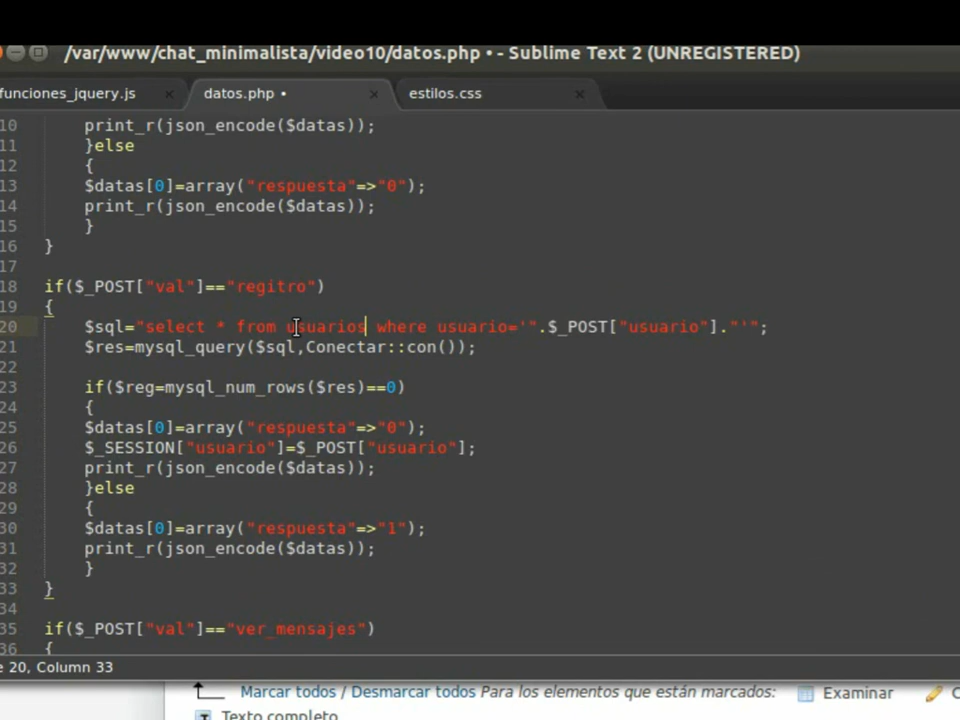 /var/www/chat_minimalista/video10/datos.php • - Sublime Text 2 (UNREGISTERED)
funciones_jquery.js × datos.php • × estilos.css ×
10 print_r(json_encode($datas));
11 }else
12 {
13 $datas[0]=array("respuesta"=>"0");
14 print_r(json_encode($datas));
15 }
16 }
17
18 if($_POST["val"]=="regitro")
19 {
20 $sql="select * from usuarios where usuario='".$_POST["usuario"]."'";
21 $res=mysql_query($sql,Conectar::con());
22
23 if($reg=mysql_num_rows($res)==0)
24 {
25 $datas[0]=array("respuesta"=>"0");
26 $_SESSION["usuario"]=$_POST["usuario"];
27 print_r(json_encode($datas));
28 }else
29 {
30 $datas[0]=array("respuesta"=>"1");
31 print_r(json_encode($datas));
32 }
33 }
34
35 if($_POST["val"]=="ver_mensajes")
36 {
e 20, Column 33
Marcar todos / Desmarcar todos Para los elementos que están marcados: Examinar C
T Texto completo